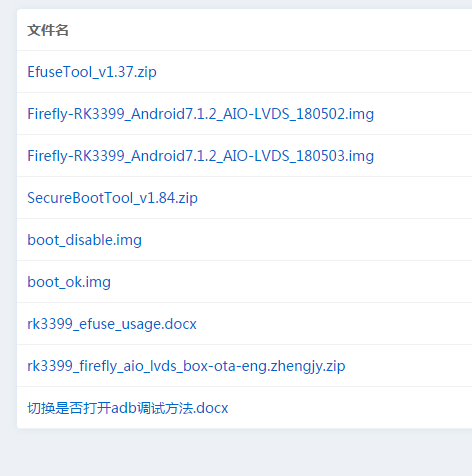 文件名
EfuseTool_v1.37.zip
Firefly-RK3399_Android7.1.2_AIO-LVDS_180502.img
Firefly-RK3399_Android7.1.2_AIO-LVDS_180503.img
SecureBootTool_v1.84.zip
boot_disable.img
boot_ok.img
rk3399_efuse_usage.docx
rk3399_firefly_aio_lvds_box-ota-eng.zhengjy.zip
切换是否打开adb调试方法.docx